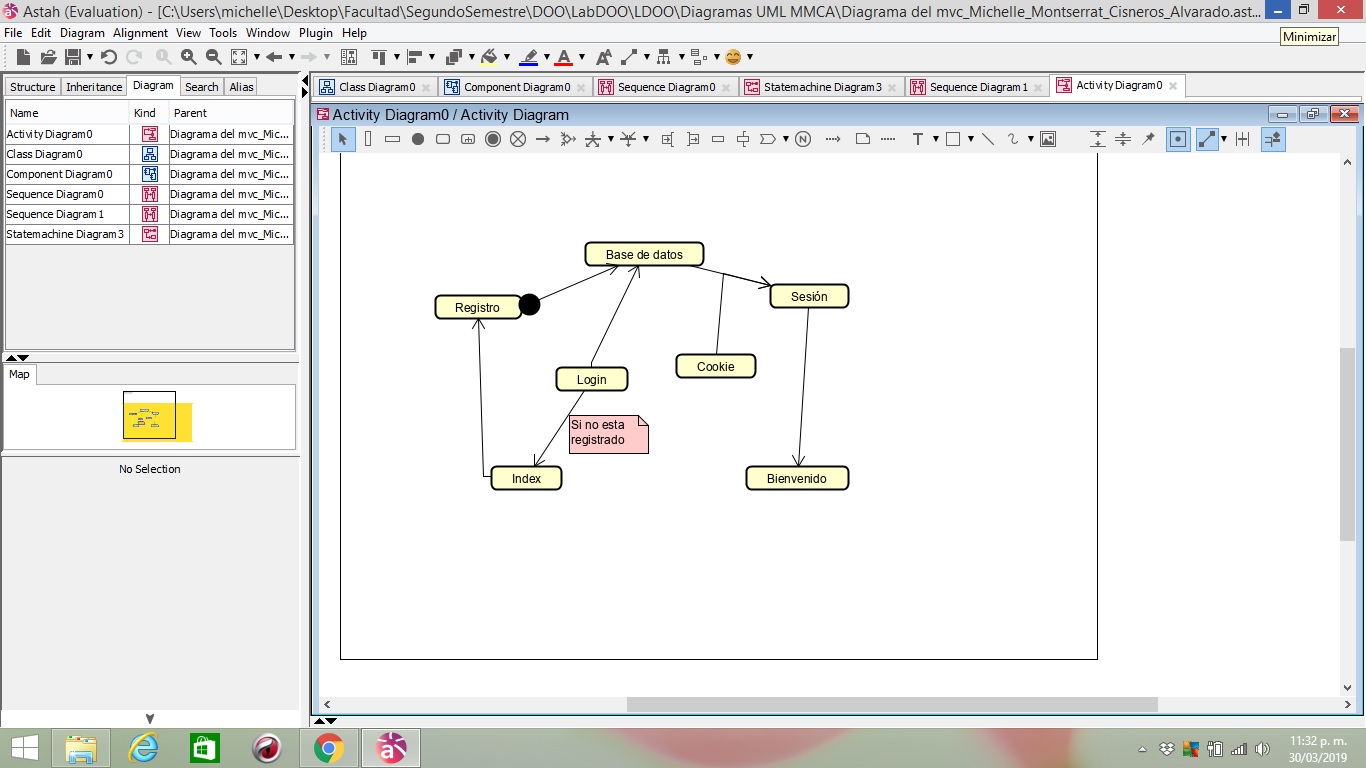 Astah (Evaluation) - [C:\Users\michelle\Desktop\Facultad\SegundoSemestre\DOO\LabDOO\LDOO\Diagramas UML MMCA\Diagrama del mvc_Michelle_Montserrat_Cisneros_Alvarado.ast...
File Edit Diagram Alignment View Tools Window Plugin Help
Minimizar
Structure Inheritance Diagram Search Alias
Class Diagram0 Component Diagram0 Sequence Diagram0 Statemachine Diagram3 Sequence Diagram1 Activity Diagram0
Name Kind Parent
Activity Diagram0 Diagrama del mvc_Mic...
Class Diagram0 Diagrama del mvc_Mic...
Component Diagram0 Diagrama del mvc_Mic...
Sequence Diagram0 Diagrama del mvc_Mic...
Sequence Diagram1 Diagrama del mvc_Mic...
Statemachine Diagram3 Diagrama del mvc_Mic...
Map
No Selection
Activity Diagram0 / Activity Diagram
N
T
Base de datos
Sesión
Registro
Cookie
Login
Si no esta
registrado
Index
Bienvenido
11:32 p. m.
30/03/2019